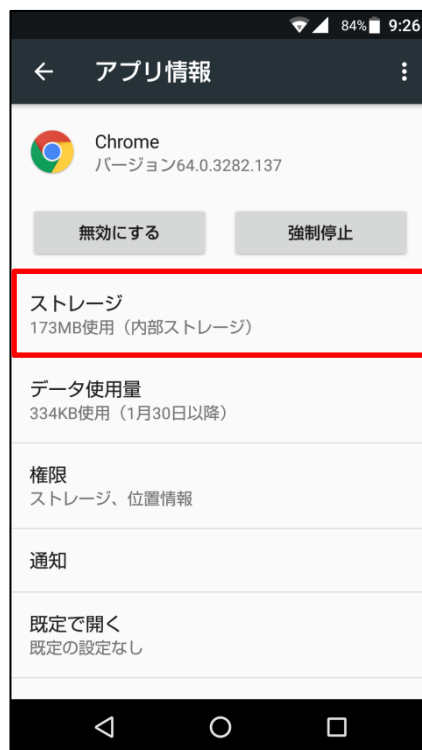 84% 9:26
アプリ情報
Chrome
バージョン64.0.3282.137
無効にする 強制停止
ストレージ
173MB使用（内部ストレージ）
データ使用量
334KB使用（1月30日以降）
権限
ストレージ、位置情報
通知
既定で開く
既定の設定なし